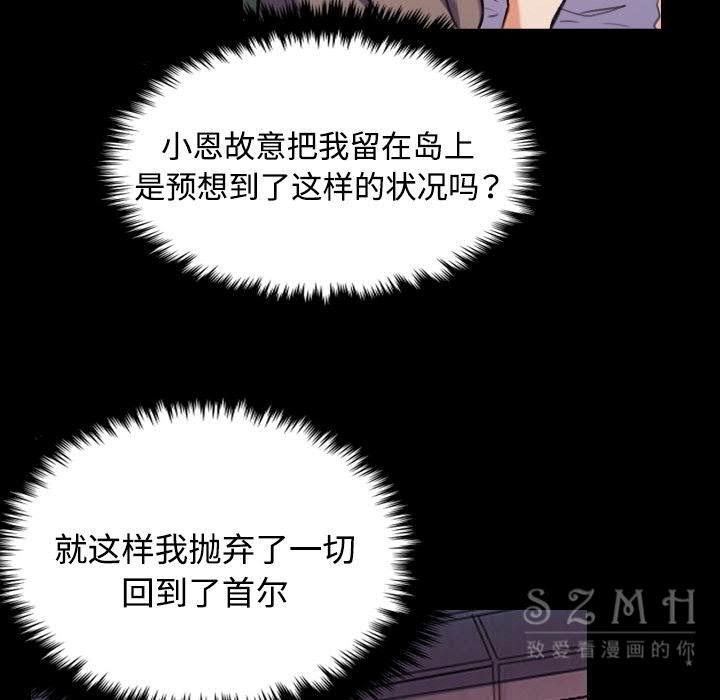 小恩故意把我留在岛上
是预想到了这样的状况吗？
就这样我抛弃了一切
回到了首尔
SZMH
致爱看漫画的你